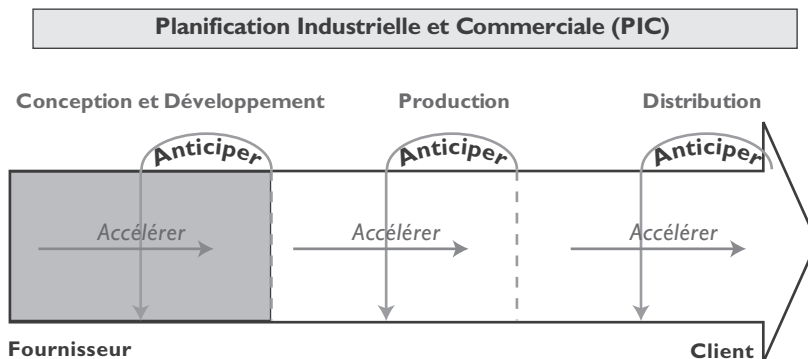 Planification Industrielle et Commerciale (PIC)
Conception et Développement
Production
Distribution
Anticiper
Anticiper
Anticiper
Accélérer
Accélérer
Accélérer
Fournisseur
Client